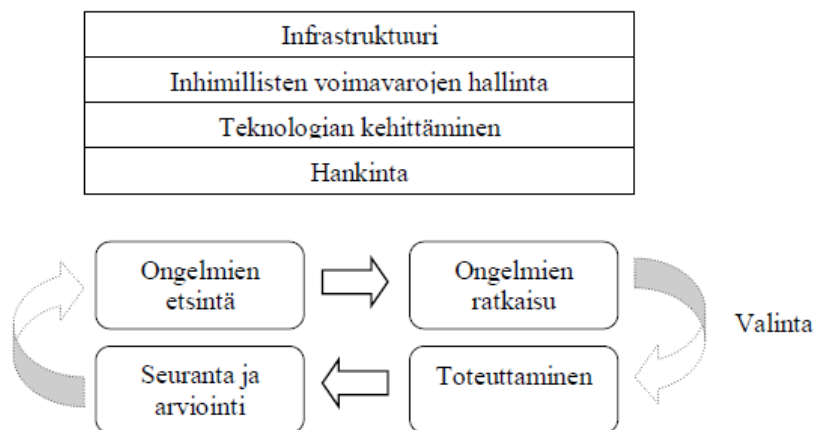 Infrastruktuuri
Inhimillisten voimavarojen hallinta
Teknologian kehittäminen
Hankinta
Ongelmien
etsintä
Ongelmien
ratkaisu
Valinta
Seuranta ja
arviointi
Toteuttaminen